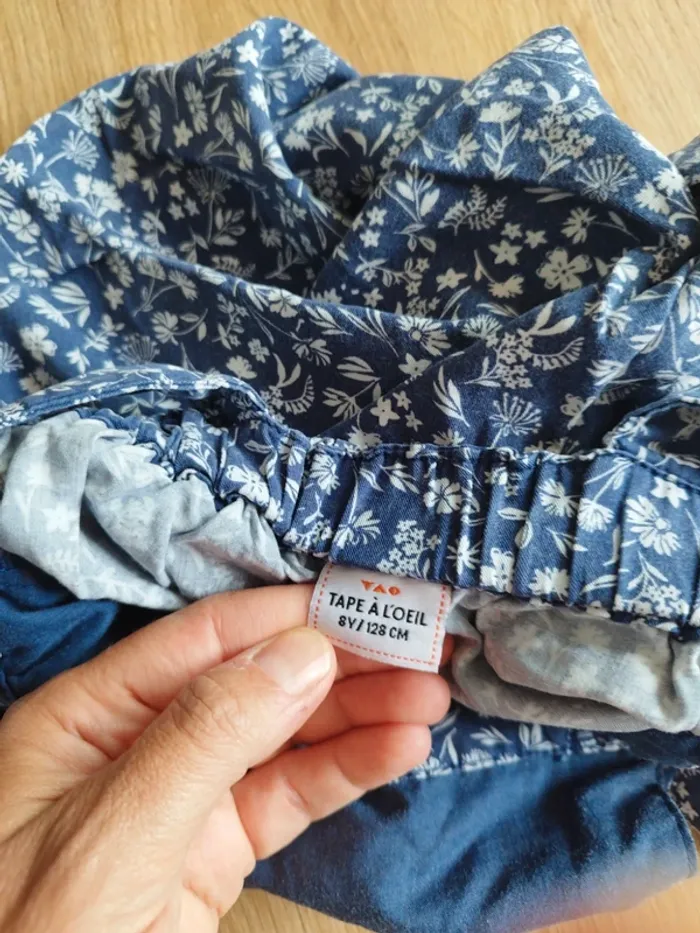 TAO
TAPE À L'OEIL
8Y/128 CM